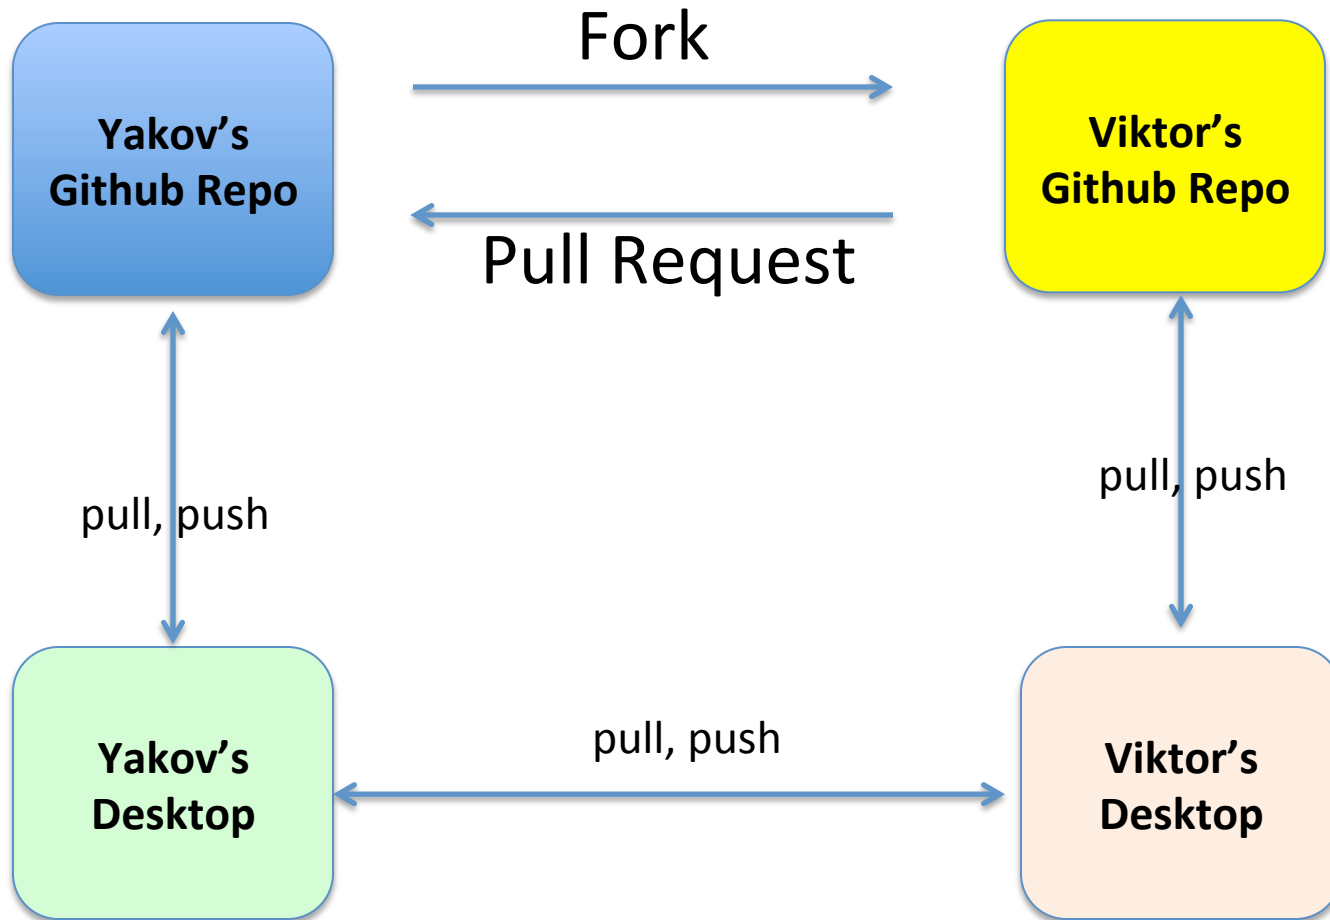 Fork
Yakov’s
Github Repo
Viktor’s
Github Repo
Pull Request
pull, push
pull, push
pull, push
Yakov’s
Desktop
Viktor’s
Desktop